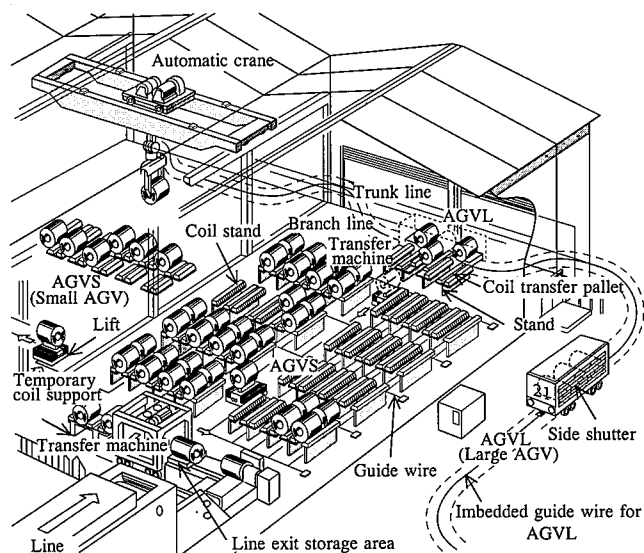 Automatic crane
Trunk line
Branch line
AGVL
Coil stand
Transfer
machine
AGVS
(Small AGV)
Coil transfer pallet
Stand
Lift
AGVS
Temporary
coil support
21
Side shutter
Transfer machine
AGVL
(Large AGV)
Guide wire
Imbedded guide wire for
AGVL
Line
Line exit storage area